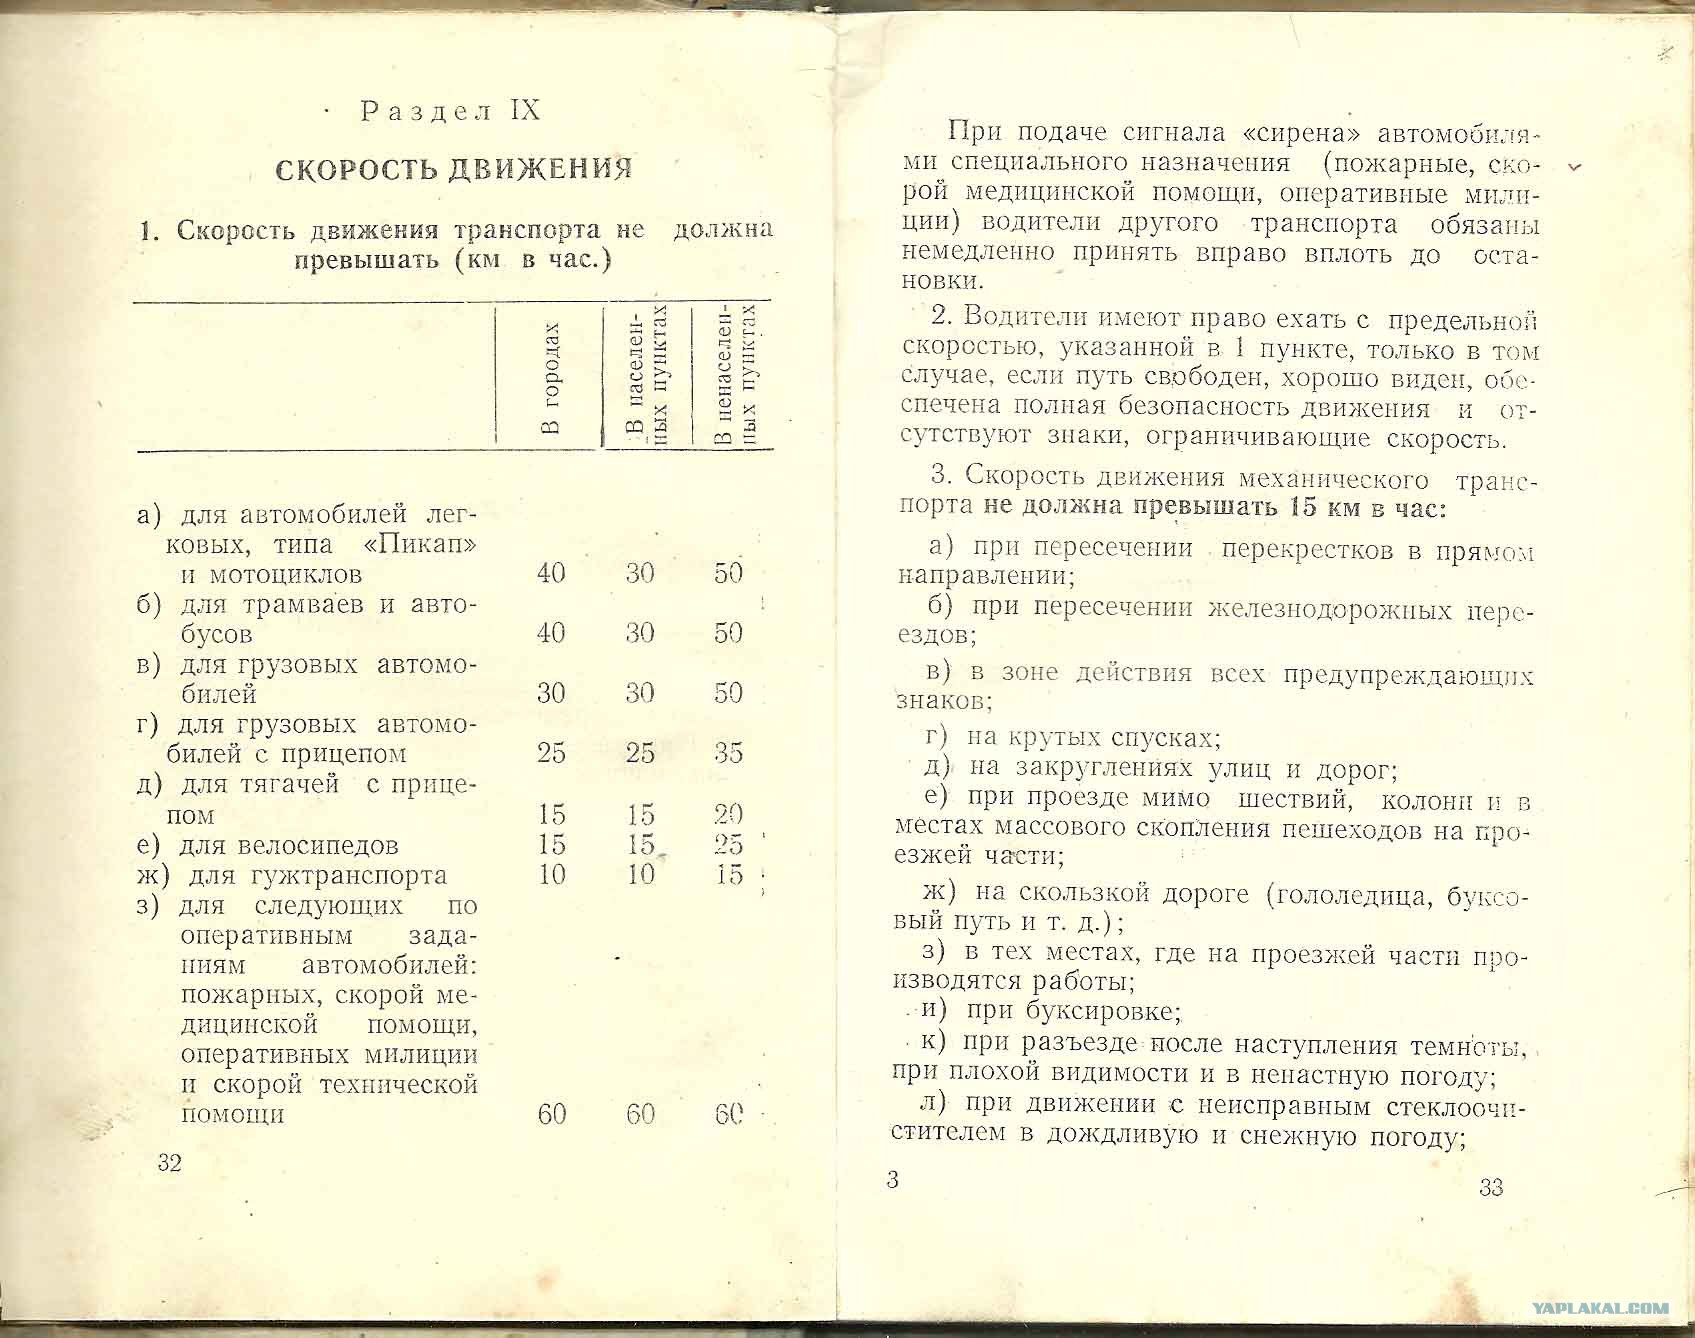 Раздел IX
СКОРОСТЬ ДВИЖЕНИЯ
1. Скорость движения транспорта не должна
превышать (км в час.)
В городах
В населен-
ных пунктах
В ненаселен-
ных пунктах
а) для автомобилей лег-
ковых, типа «Пикап»
и мотоциклов 40 30 50
б) для трамваев и авто-
бусов 40 30 50
в) для грузовых автомо-
билей 30 30 50
г) для грузовых автомо-
билей с прицепом 25 25 35
д) для тягачей с прице-
пом 15 15 20
е) для велосипедов 15 15 25
ж) для гужтранспорта 10 10 15
з) для следующих по
оперативным зада-
ниям автомобилей:
пожарных, скорой ме-
дицинской помощи,
оперативных милиции
и скорой технической
помощи 60 60 60
32
При подаче сигнала «сирена» автомобиля-
ми специального назначения (пожарные, ско-
рой медицинской помощи, оперативные мили-
ции) водители другого транспорта обязаны
немедленно принять вправо вплоть до оста-
новки.
2. Водители имеют право ехать с предельной
скоростью, указанной в 1 пункте, только в том
случае, если путь свободен, хорошо виден, обе-
спечена полная безопасность движения и от-
сутствуют знаки, ограничивающие скорость.
3. Скорость движения механического транс-
порта не должна превышать 15 км в час:
а) при пересечении перекрестков в прямом
направлении;
б) при пересечении железнодорожных пере-
ездов;
в) в зоне действия всех предупреждающих
знаков;
г) на крутых спусках;
д) на закруглениях улиц и дорог;
е) при проезде мимо шествий, колонн и в
местах массового скопления пешеходов на про-
езжей части;
ж) на скользкой дороге (гололедица, буксо-
вый путь и т. д.);
з) в тех местах, где на проезжей части про-
изводятся работы;
и) при буксировке;
к) при разъезде после наступления темноты,
при плохой видимости и в ненастную погоду;
л) при движении с неисправным стеклоочи-
стителем в дождливую и снежную погоду;
3 33
YAPLAKAL.COM